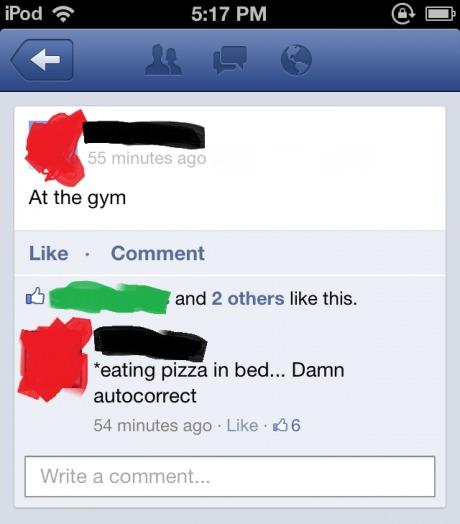 iPod 5:17 PM
55 minutes ago
At the gym
Like · Comment
and 2 others like this.
*eating pizza in bed... Damn
autocorrect
54 minutes ago · Like · 6
Write a comment...